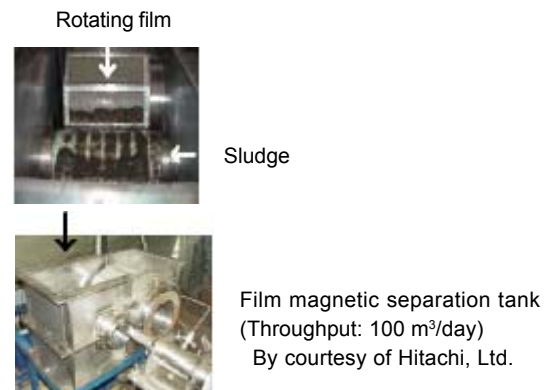 Rotating film
Sludge
Film magnetic separation tank
(Throughput: 100 m³/day)
By courtesy of Hitachi, Ltd.